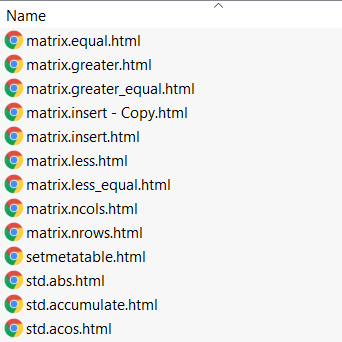 Name
matrix.equal.html
matrix.greater.html
matrix.greater_equal.html
matrix.insert - Copy.html
matrix.insert.html
matrix.less.html
matrix.less_equal.html
matrix.ncols.html
matrix.nrows.html
setmetatable.html
std.abs.html
std.accumulate.html
std.acos.html